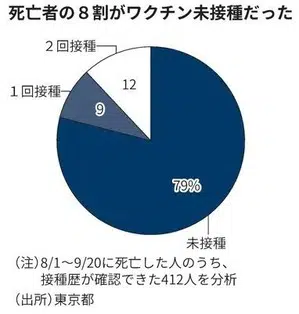 死亡者の８割がワクチン未接種だった
２回接種
12
１回接種
9
79%
未接種
（注）8/1～9/20に死亡した人のうち、
接種歴が確認できた412人を分析
（出所）東京都